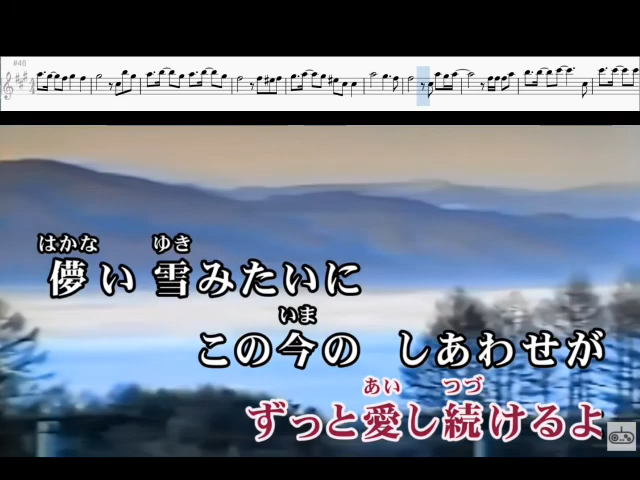 #46
はかな ゆき
儚い 雪みたいに
いま
この今の しあわせが
あい つづ
ずっと愛し続けるよ